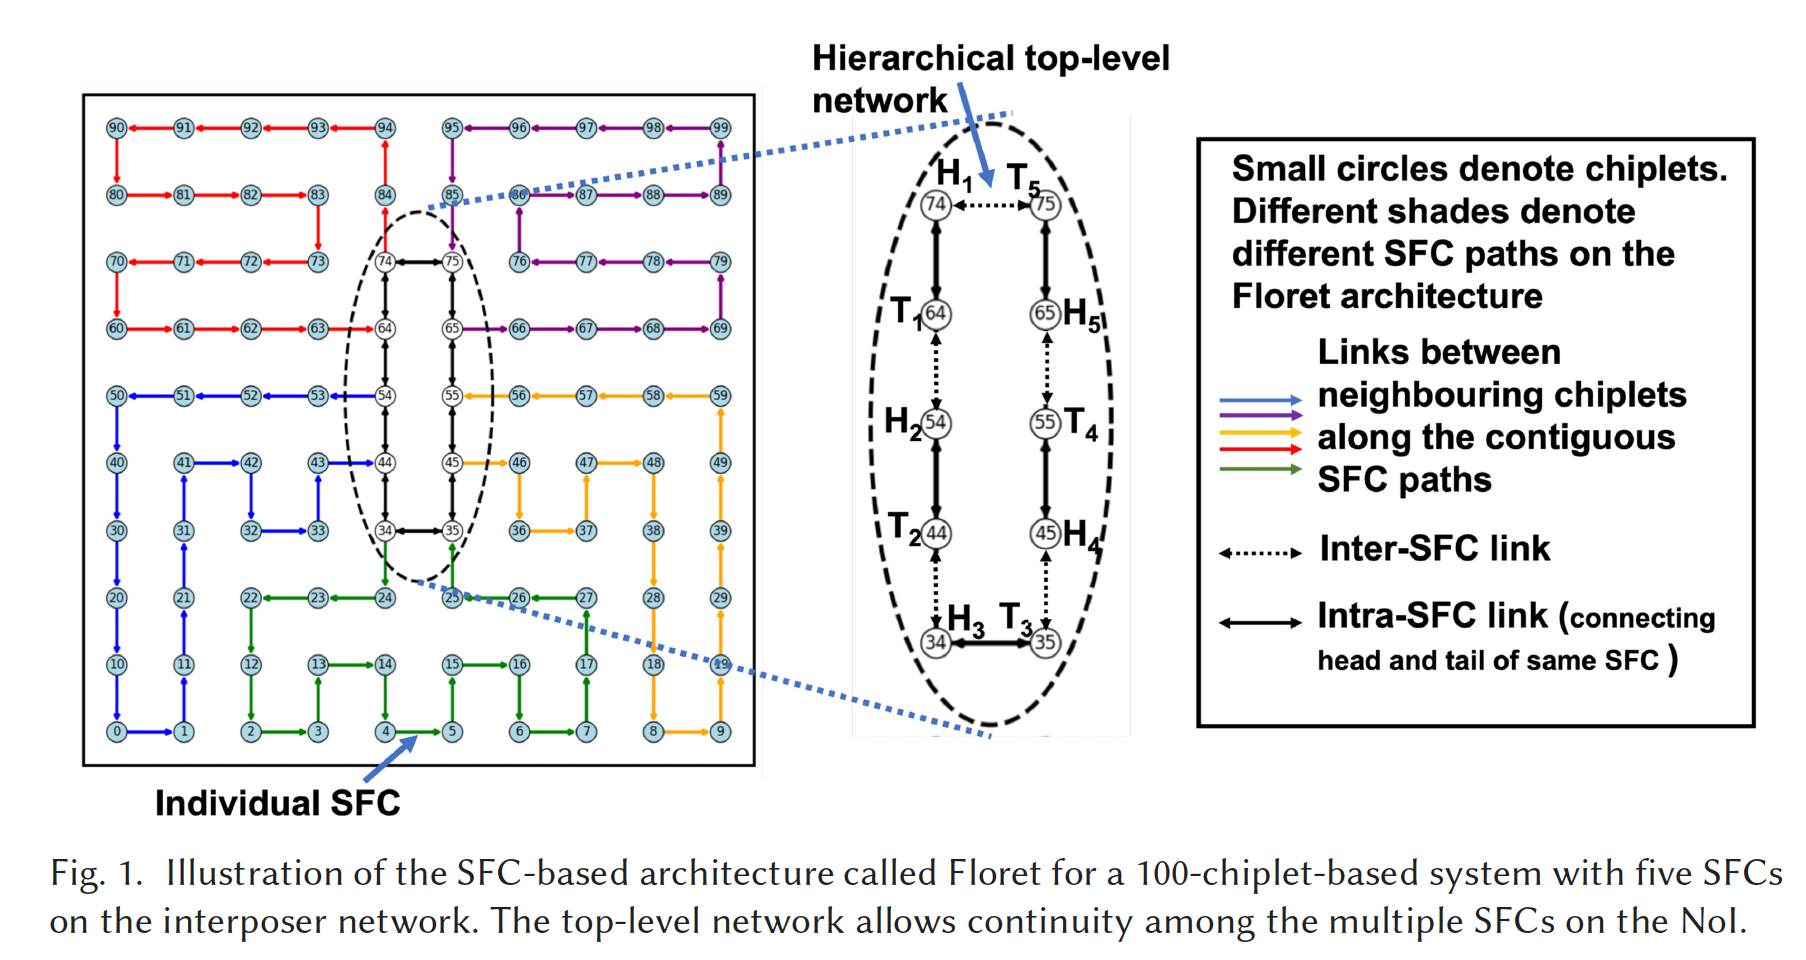 Hierarchical top-level
network
90 91 92 93 94 95 96 97 98 99
80 81 82 83 84 85 86 87 88 89
70 71 72 73 74 75 76 77 78 79
60 61 62 63 64 65 66 67 68 69
50 51 52 53 54 55 56 57 58 59
40 41 42 43 44 45 46 47 48 49
30 31 32 33 34 35 36 37 38 39
20 21 22 23 24 25 26 27 28 29
10 11 12 13 14 15 16 17 18 19
0 1 2 3 4 5 6 7 8 9
Individual SFC
H1 T5
74 75
T1 64 65 H5
H2 54 55 T4
T2 44 45 H4
H3 T3
34 35
Small circles denote chiplets.
Different shades denote
different SFC paths on the
Floret architecture
Links between
neighbouring chiplets
along the contiguous
SFC paths
Inter-SFC link
Intra-SFC link (connecting
head and tail of same SFC )
Fig. 1. Illustration of the SFC-based architecture called Floret for a 100-chiplet-based system with five SFCs
on the interposer network. The top-level network allows continuity among the multiple SFCs on the NoI.